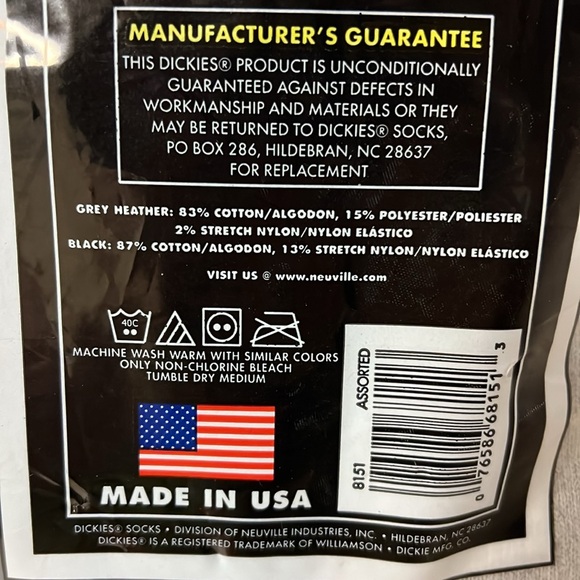 MANUFACTURER'S GUARANTEE
THIS DICKIES® PRODUCT IS UNCONDITIONALLY
GUARANTEED AGAINST DEFECTS IN
WORKMANSHIP AND MATERIALS OR THEY
MAY BE RETURNED TO DICKIES® SOCKS,
PO BOX 286, HILDEBRAN, NC 28637
FOR REPLACEMENT
GREY HEATHER: 83% COTTON/ALGODON, 15% POLYESTER/POLIESTER
2% STRETCH NYLON/NYLON ELÁSTICO
BLACK: 87% COTTON/ALGODON, 13% STRETCH NYLON/NYLON ELÁSTICO
VISIT US @ www.neuville.com
40C
MACHINE WASH WARM WITH SIMILAR COLORS
ONLY NON-CHLORINE BLEACH
TUMBLE DRY MEDIUM
MADE IN USA
8151 ASSORTED
0 76586 68151 3
DICKIES® SOCKS • DIVISION OF NEUVILLE INDUSTRIES, INC. • HILDEBRAN, NC 28637
DICKIES® IS A REGISTERED TRADEMARK OF WILLIAMSON • DICKIE MFG. CO.